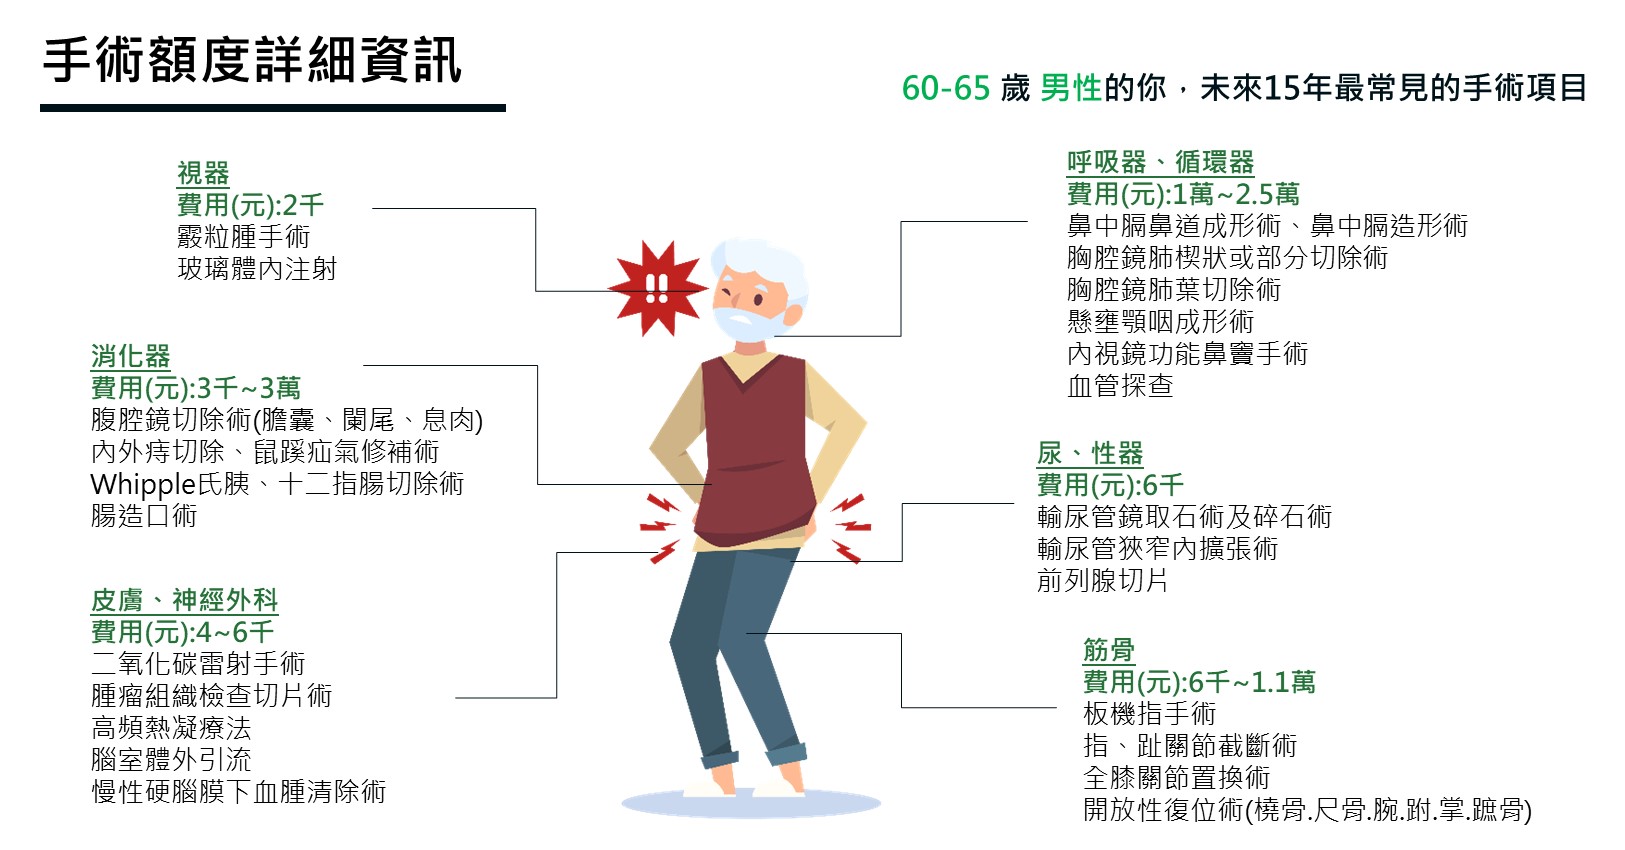 手術額度詳細資訊
60-65 歲 男性的你，未來15年最常見的手術項目
視器
費用(元):2千
霰粒腫手術
玻璃體內注射
消化器
費用(元):3千~3萬
腹腔鏡切除術(膽囊、闌尾、息肉)
內外痔切除、鼠蹊疝氣修補術
Whipple氏胰、十二指腸切除術
腸造口術
皮膚、神經外科
費用(元):4~6千
二氧化碳雷射手術
腫瘤組織檢查切片術
高頻熱凝療法
腦室體外引流
慢性硬腦膜下血腫清除術
呼吸器、循環器
費用(元):1萬~2.5萬
鼻中膈鼻道成形術、鼻中膈造形術
胸腔鏡肺楔狀或部分切除術
胸腔鏡肺葉切除術
懸壅顎咽成形術
內視鏡功能鼻竇手術
血管探查
尿、性器
費用(元):6千
輸尿管鏡取石術及碎石術
輸尿管狹窄內擴張術
前列腺切片
筋骨
費用(元):6千~1.1萬
板機指手術
指、趾關節截斷術
全膝關節置換術
開放性復位術(橈骨.尺骨.腕.跗.掌.蹠骨)
!!